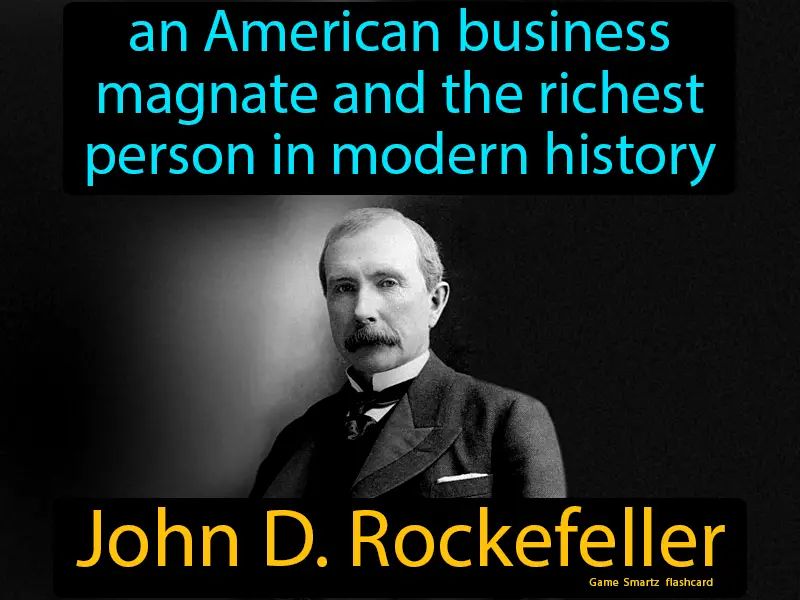 an American business
magnate and the richest
person in modern history
John D. Rockefeller
Game Smartz flashcard